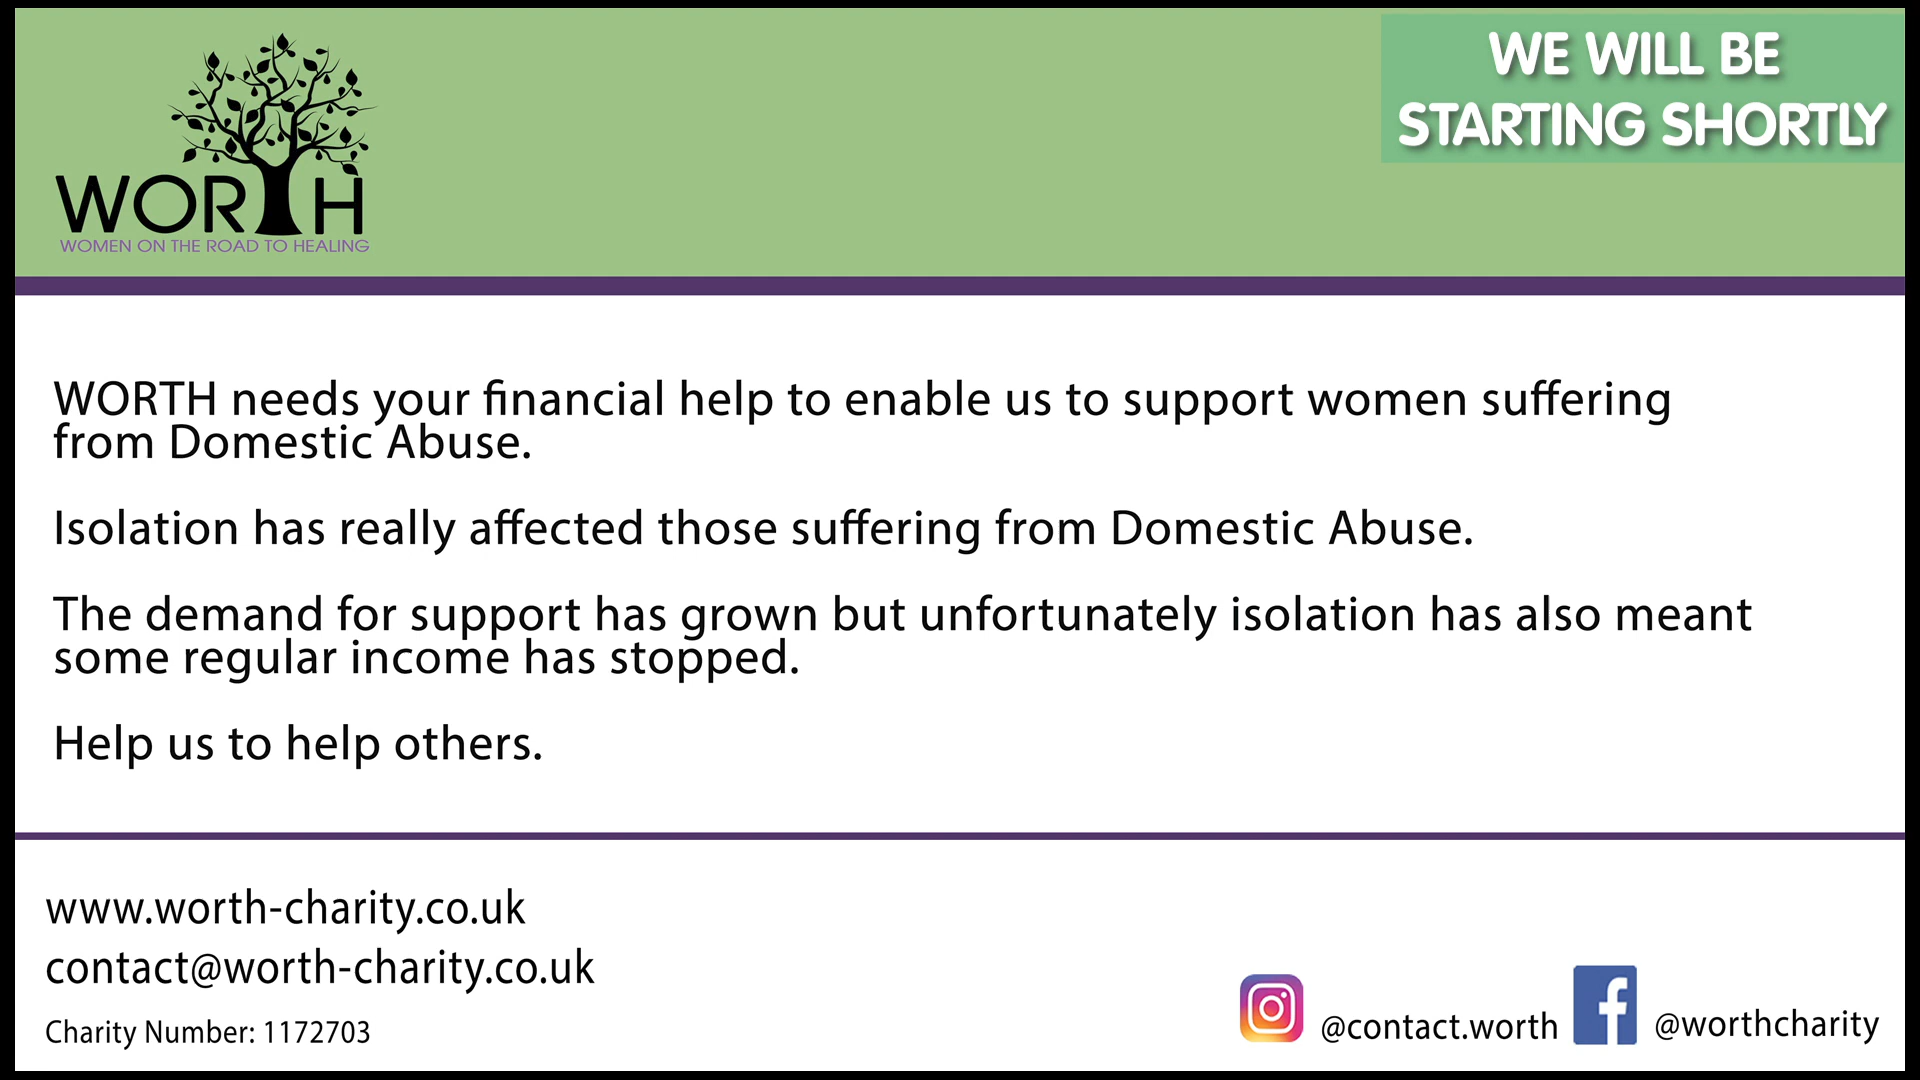 WORTH
WOMEN ON THE ROAD TO HEALING
WE WILL BE
STARTING SHORTLY
WORTH needs your financial help to enable us to support women suffering
from Domestic Abuse.
Isolation has really affected those suffering from Domestic Abuse.
The demand for support has grown but unfortunately isolation has also meant
some regular income has stopped.
Help us to help others.
www.worth-charity.co.uk
contact@worth-charity.co.uk
Charity Number: 1172703
@contact.worth
@worthcharity